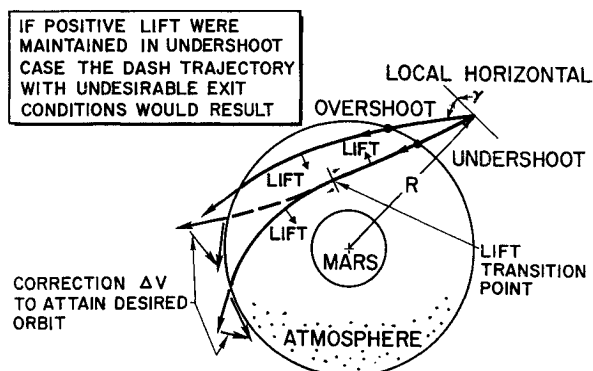 IF POSITIVE LIFT WERE
MAINTAINED IN UNDERSHOOT
CASE THE DASH TRAJECTORY
WITH UNDESIRABLE EXIT
CONDITIONS WOULD RESULT
LOCAL HORIZONTAL
γ
OVERSHOOT
UNDERSHOOT
LIFT
LIFT
R
LIFT
MARS
LIFT
TRANSITION
POINT
CORRECTION ΔV
TO ATTAIN DESIRED
ORBIT
ATMOSPHERE